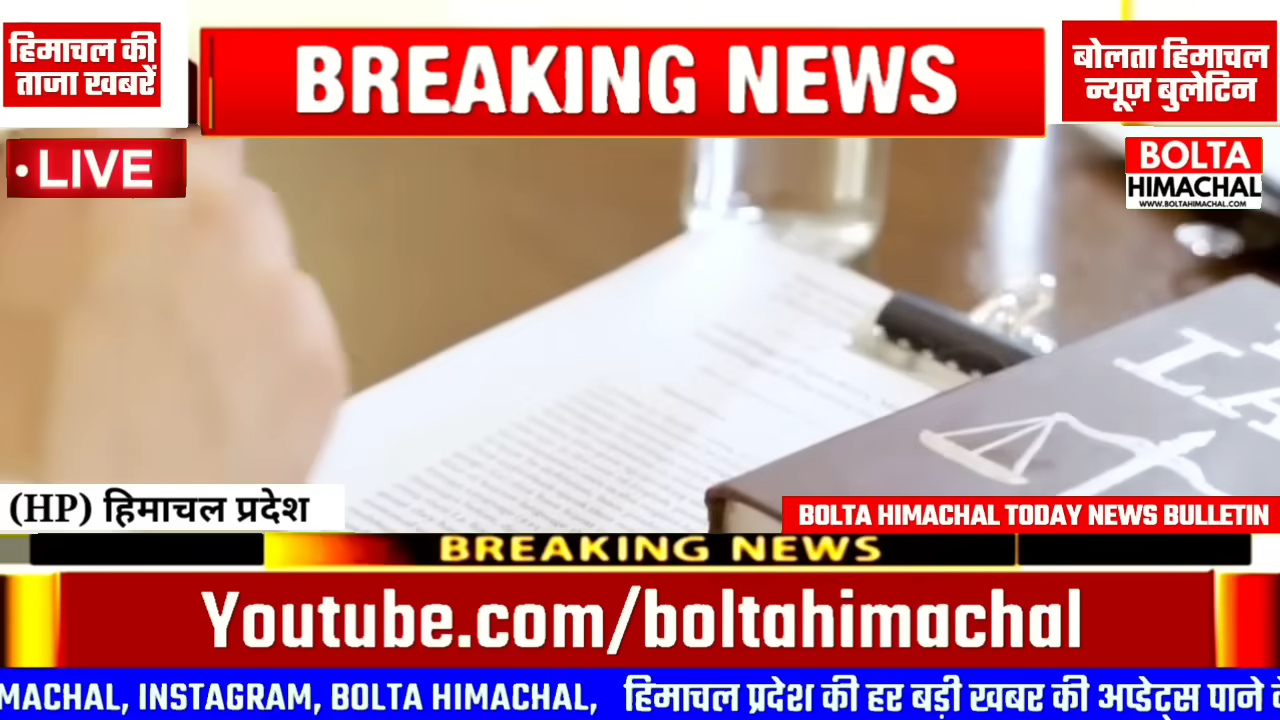 हिमाचल की
ताजा खबरें
BREAKING NEWS
बोलता हिमाचल
न्यूज़ बुलेटिन
LIVE
BOLTA
HIMACHAL
WWW.BOLTAHIMACHAL.COM
LA
(HP) हिमाचल प्रदेश
BOLTA HIMACHAL TODAY NEWS BULLETIN
BREAKING NEWS
Youtube.com/boltahimachal
MACHAL, INSTAGRAM, BOLTA HIMACHAL, हिमाचल प्रदेश की हर बड़ी खबर की अपडेट्स पाने